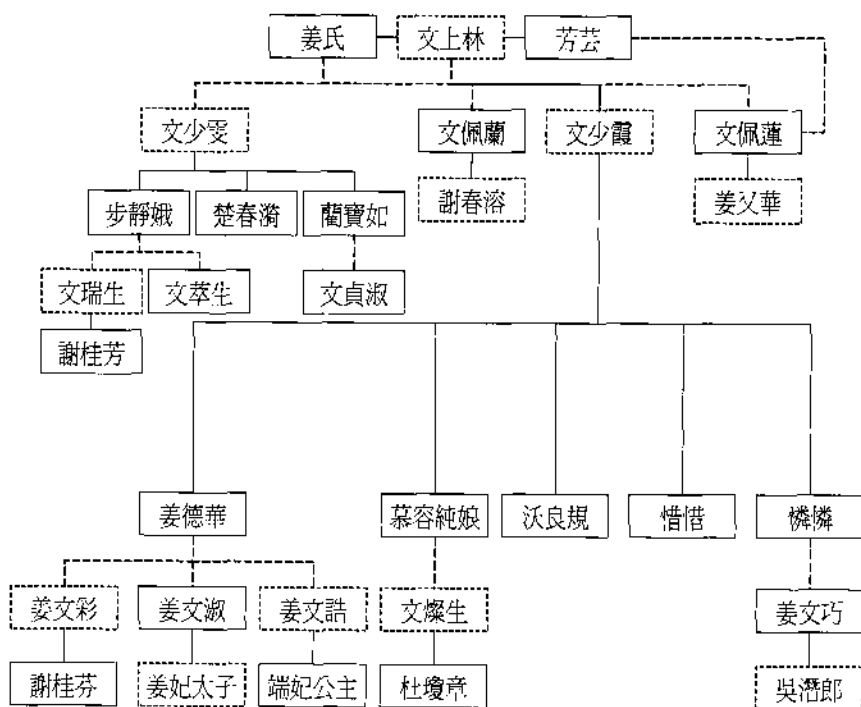 姜氏 文上林 芳芸
文少雯 文佩蘭 文少霞 文佩蓮
步靜娥 楚春漪 藺寶如 謝春溶 姜乂華
文瑞生 文萃生 文貞淑
謝桂芳
姜德華 慕容純娘 沃良規 惜惜 憐憐
姜文彩 姜文淑 姜文誥 文燦生 姜文巧
謝桂芬 姜妃太子 端妃公主 杜瓊章 吳潛郎